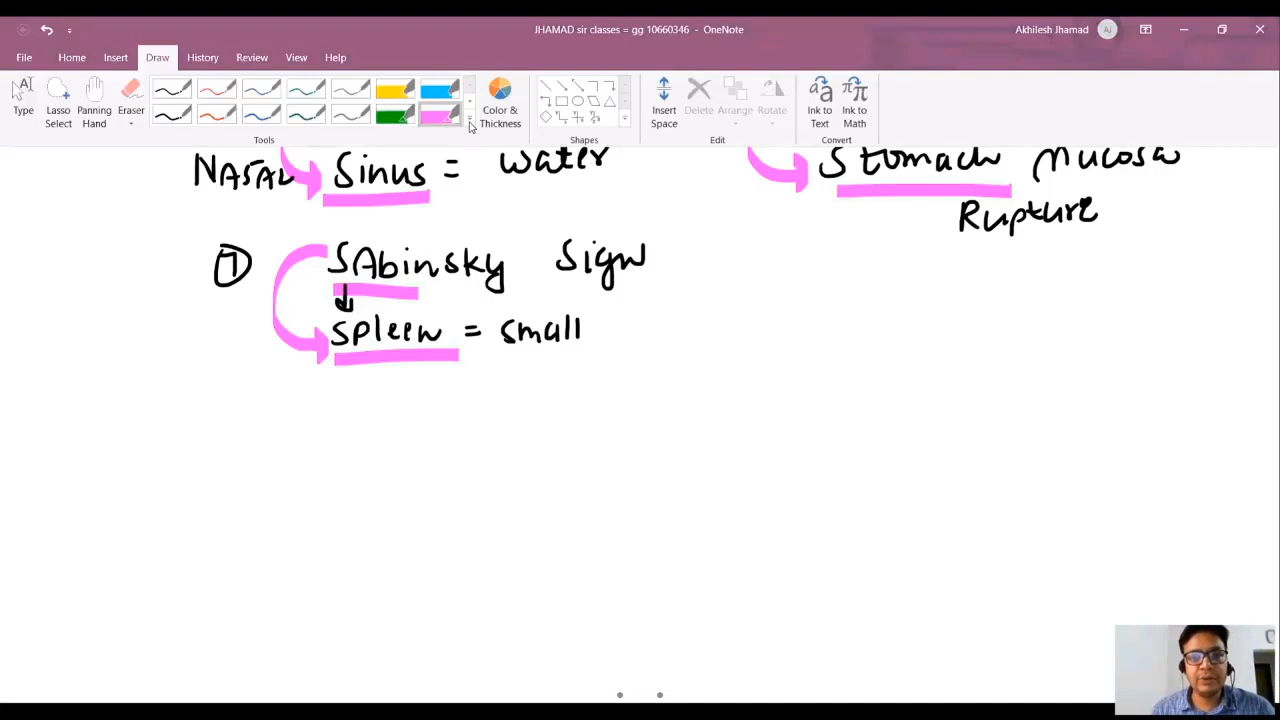 JHAMAD sir classes = gg 10660346 - OneNote
Akhilesh Jhamad
AJ
File Home Insert Draw History Review View Help
Type
Lasso Select
Panning Hand
Eraser
Color & Thickness
Insert Space
Delete
Arrange
Rotate
Ink to Text
Ink to Math
Tools
Shapes
Edit
Convert
NASAL Sinus = water
Stomach Mucosa
Rupture
7 SAbinsky Sign
Spleen = small